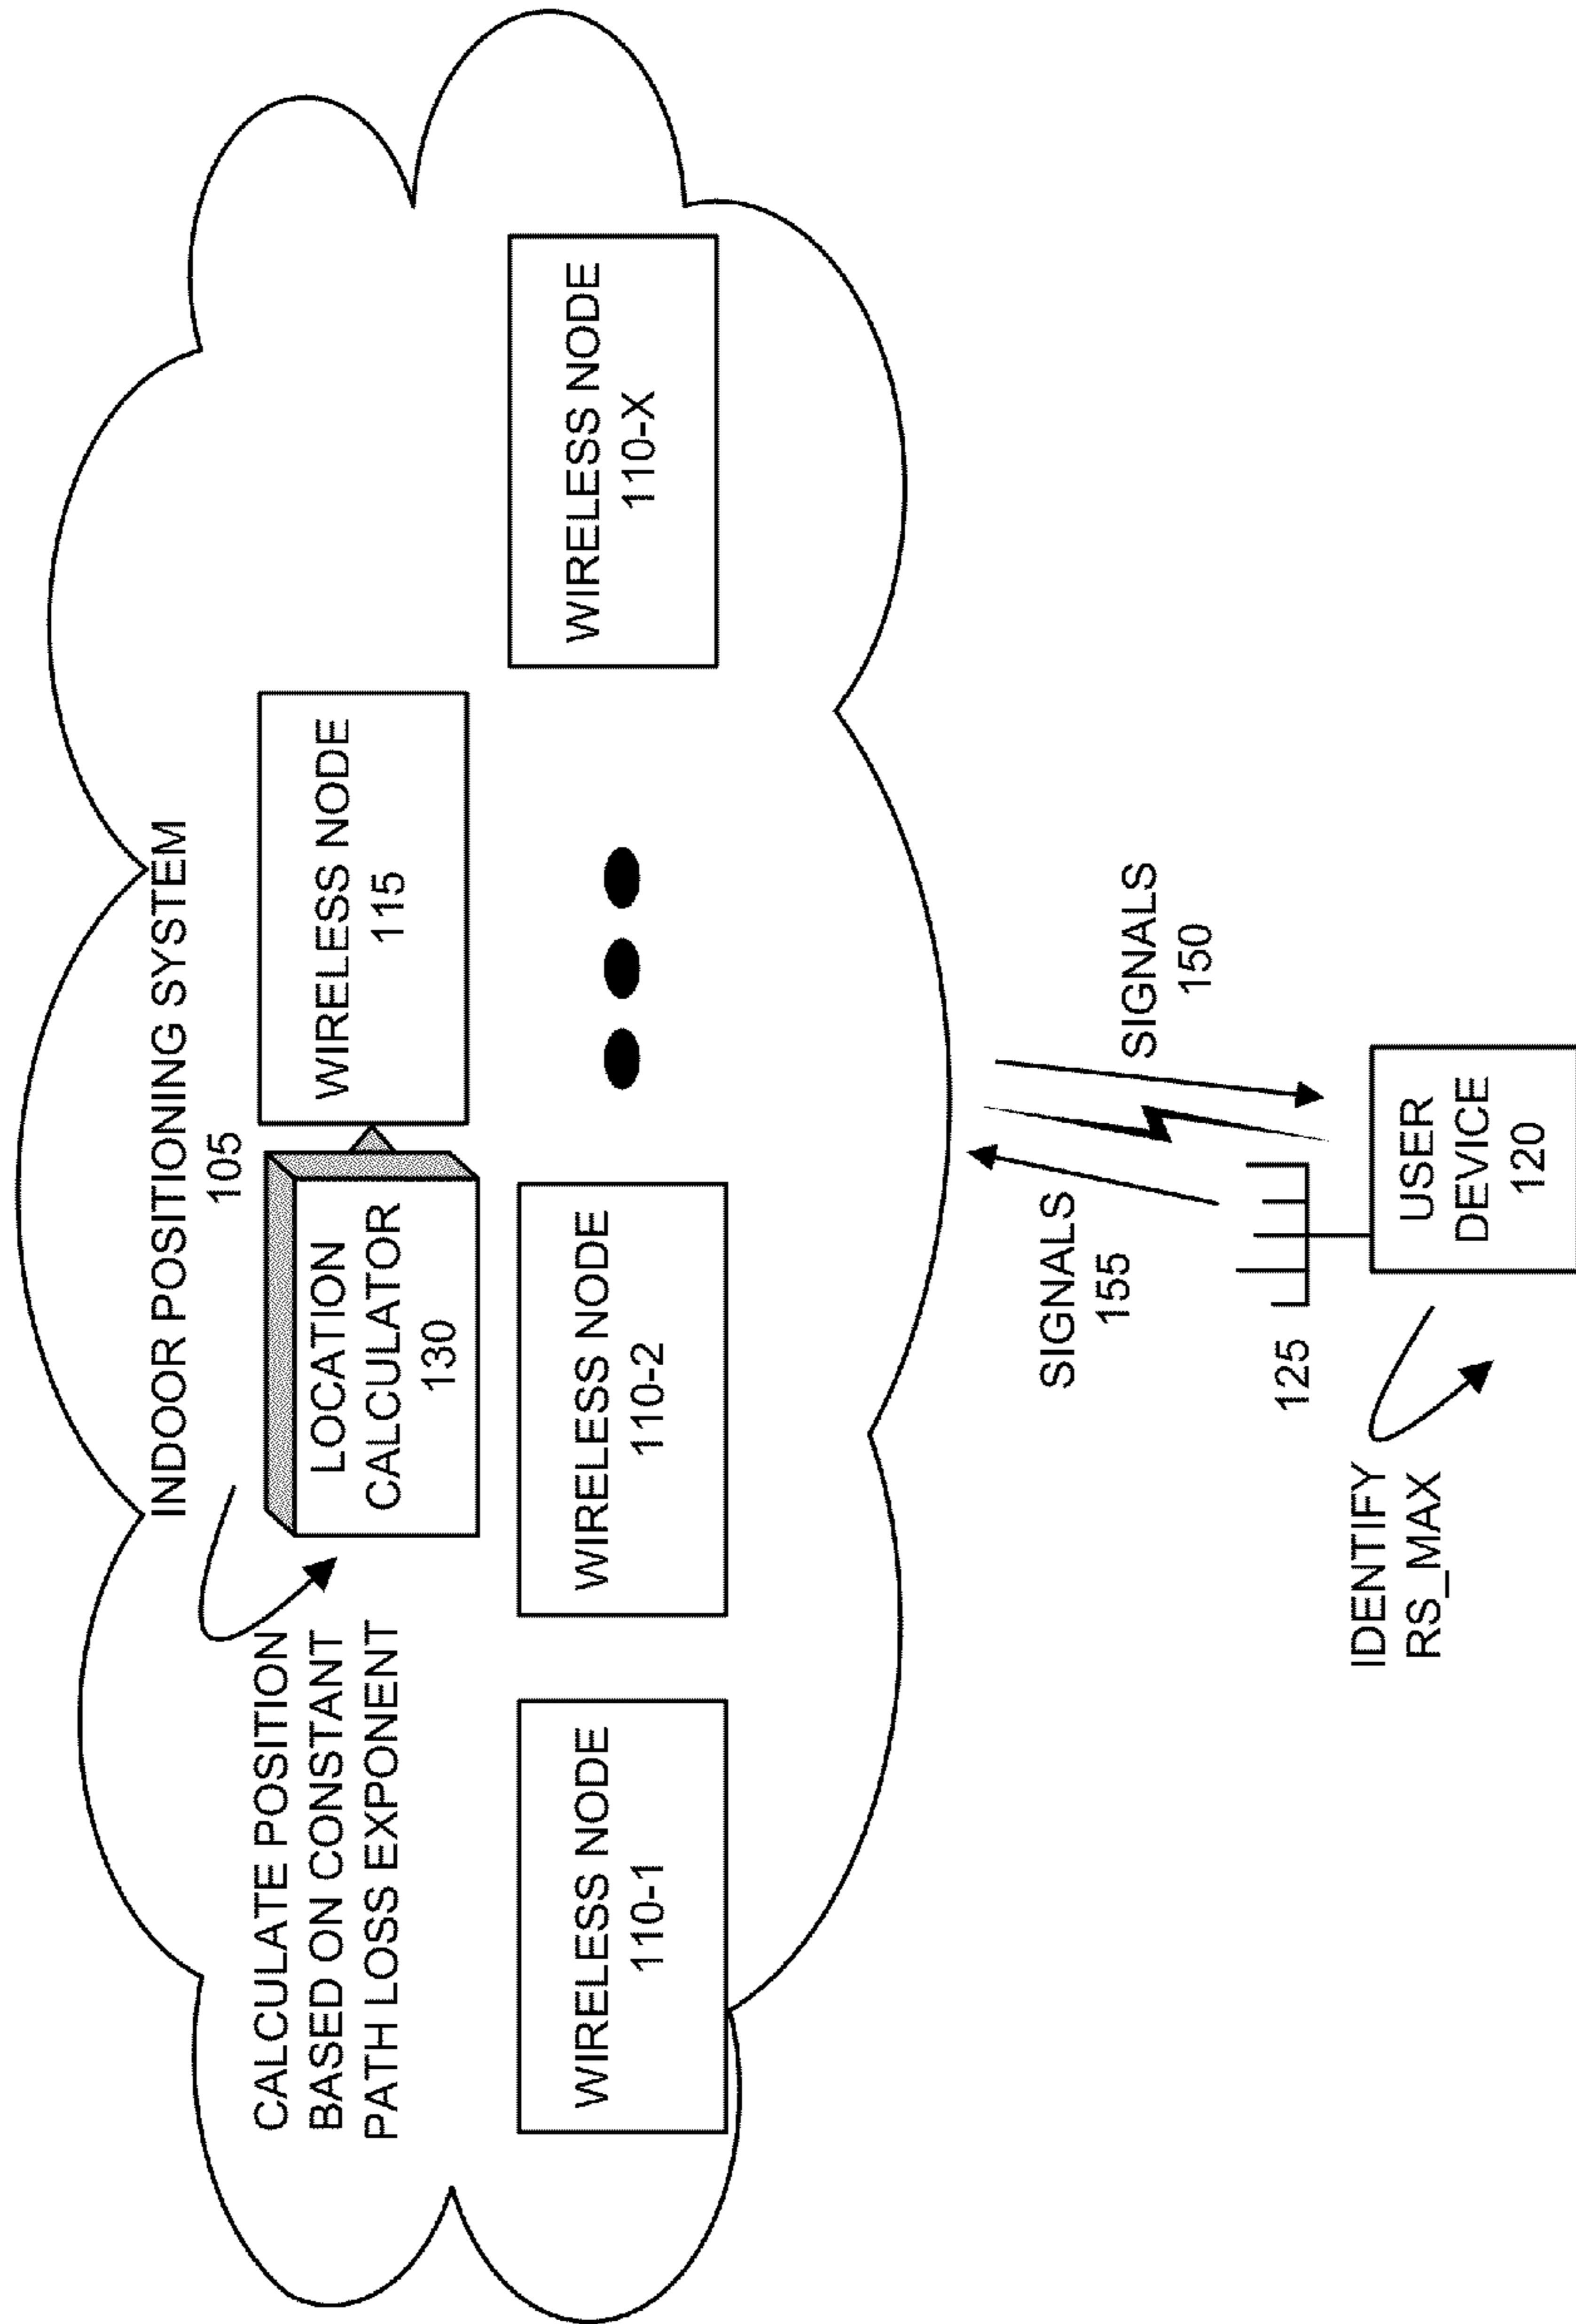 INDOOR POSITIONING SYSTEM
105
CALCULATE POSITION
BASED ON CONSTANT
PATH LOSS EXPONENT
LOCATION
CALCULATOR
130
WIRELESS NODE
115
WIRELESS NODE
110-1
WIRELESS NODE
110-2
WIRELESS NODE
110-X
SIGNALS
155
SIGNALS
150
125
IDENTIFY
RS_MAX
USER
DEVICE
120